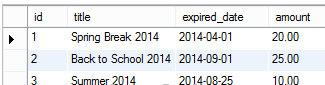 id title expired_date amount
1 Spring Break 2014 2014-04-01 20.00
2 Back to School 2014 2014-09-01 25.00
3 Summer 2014 2014-08-25 10.00